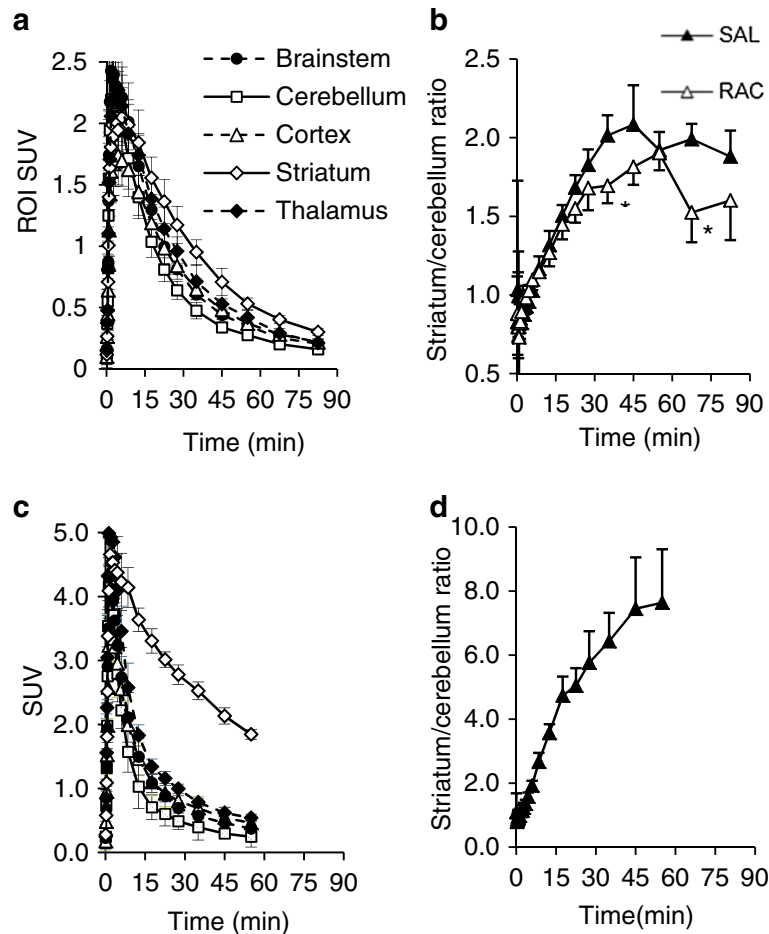 a
2.5
2
1.5
1
0.5
0
ROI SUV
Brainstem
Cerebellum
Cortex
Striatum
Thalamus
0 15 30 45 60 75 90
Time (min)
b
SAL
RAC
2.5
2.0
1.5
1.0
0.5
Striatum/cerebellum ratio
*
*
0 15 30 45 60 75 90
Time (min)
c
5.0
4.0
3.0
2.0
1.0
0.0
SUV
0 15 30 45 60 75 90
Time (min)
d
10.0
8.0
6.0
4.0
2.0
0.0
Striatum/cerebellum ratio
0 15 30 45 60 75 90
Time(min)